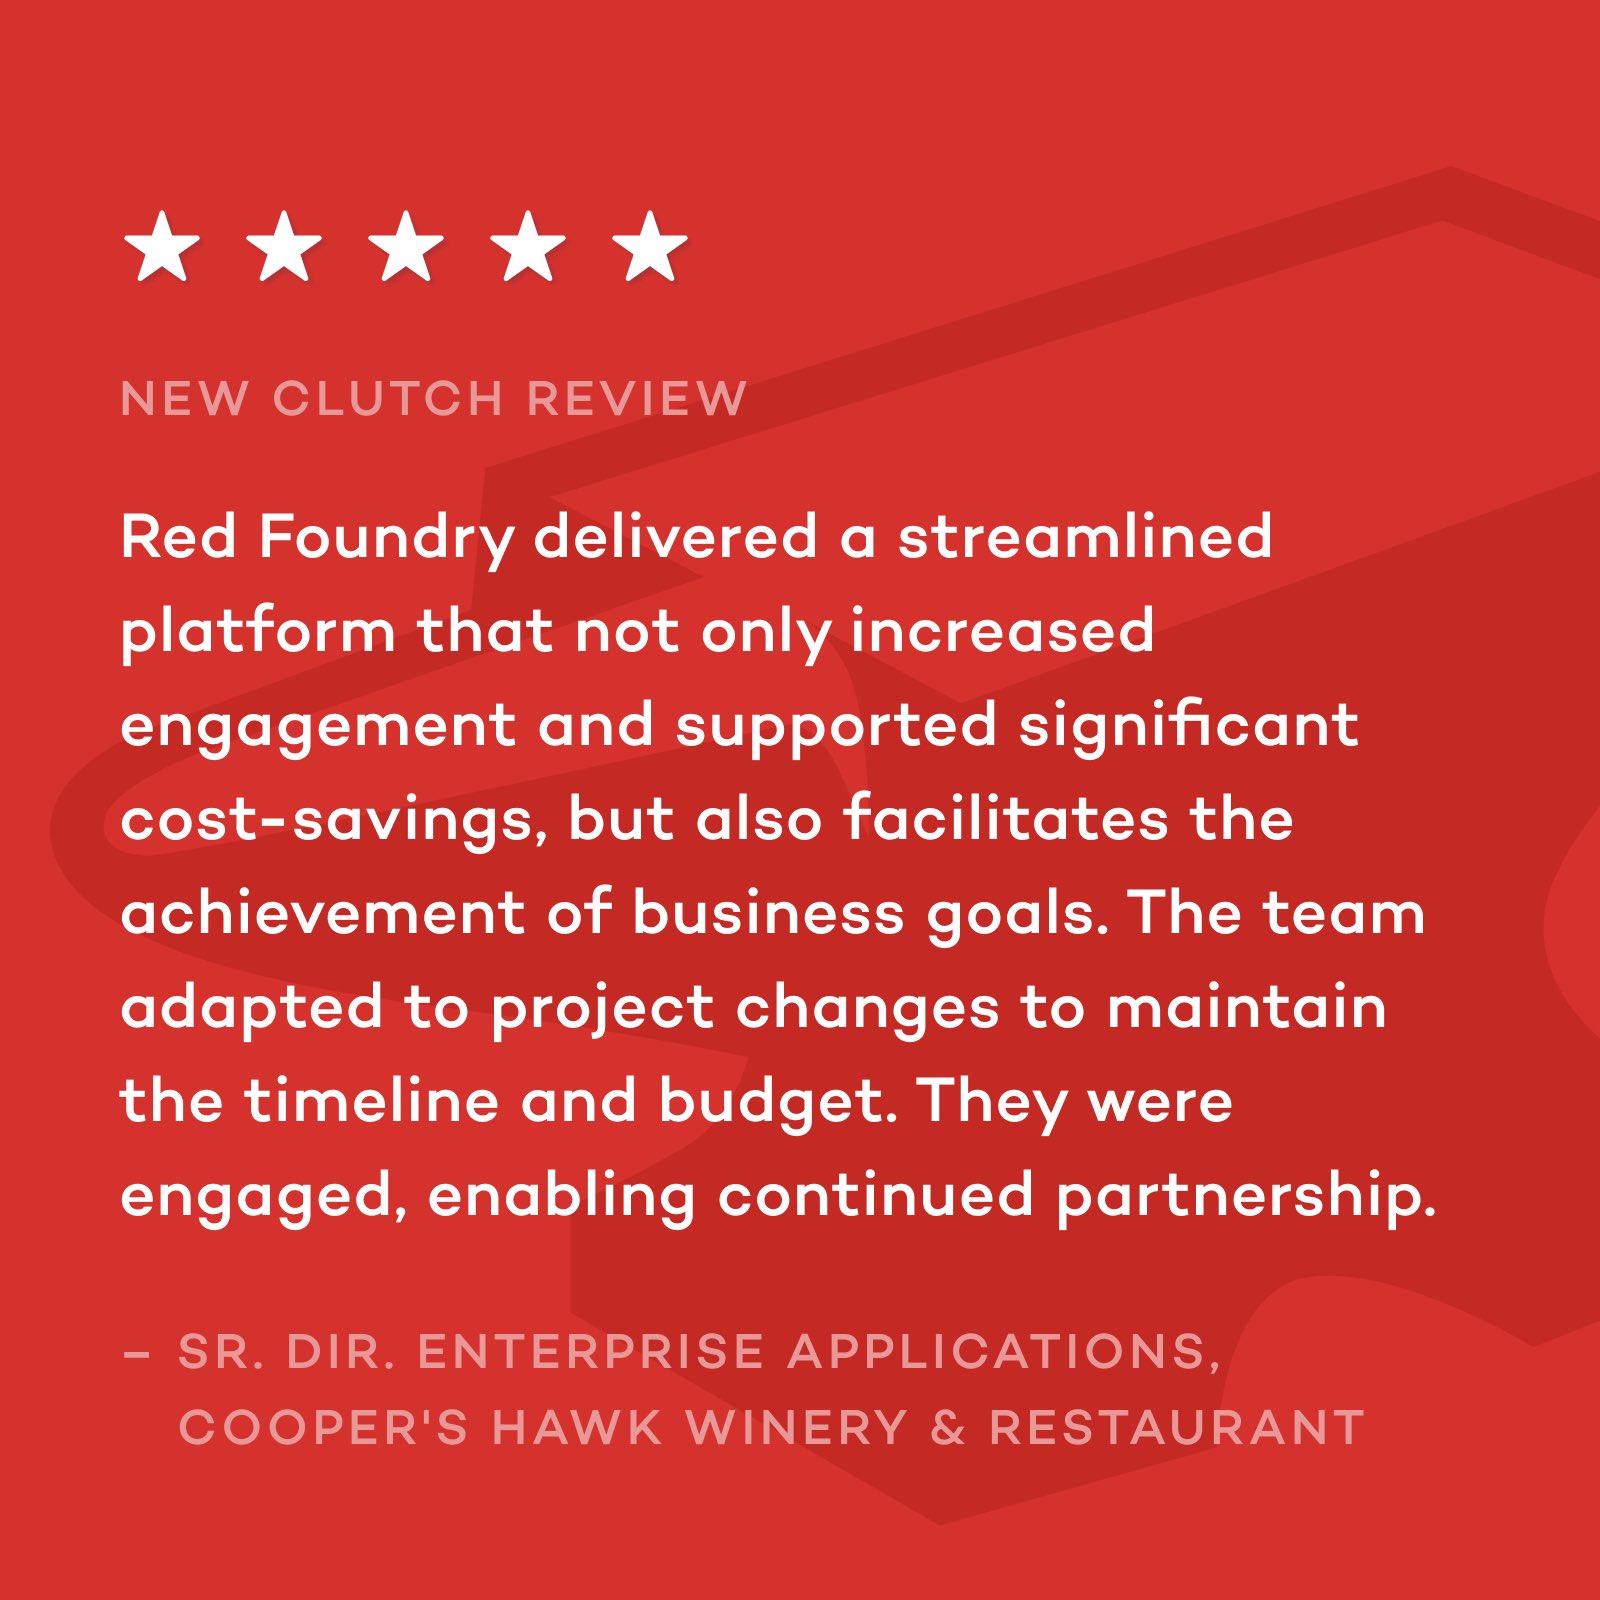 NEW CLUTCH REVIEW
Red Foundry delivered a streamlined
platform that not only increased
engagement and supported significant
cost-savings, but also facilitates the
achievement of business goals. The team
adapted to project changes to maintain
the timeline and budget. They were
engaged, enabling continued partnership.
– SR. DIR. ENTERPRISE APPLICATIONS,
COOPER'S HAWK WINERY & RESTAURANT